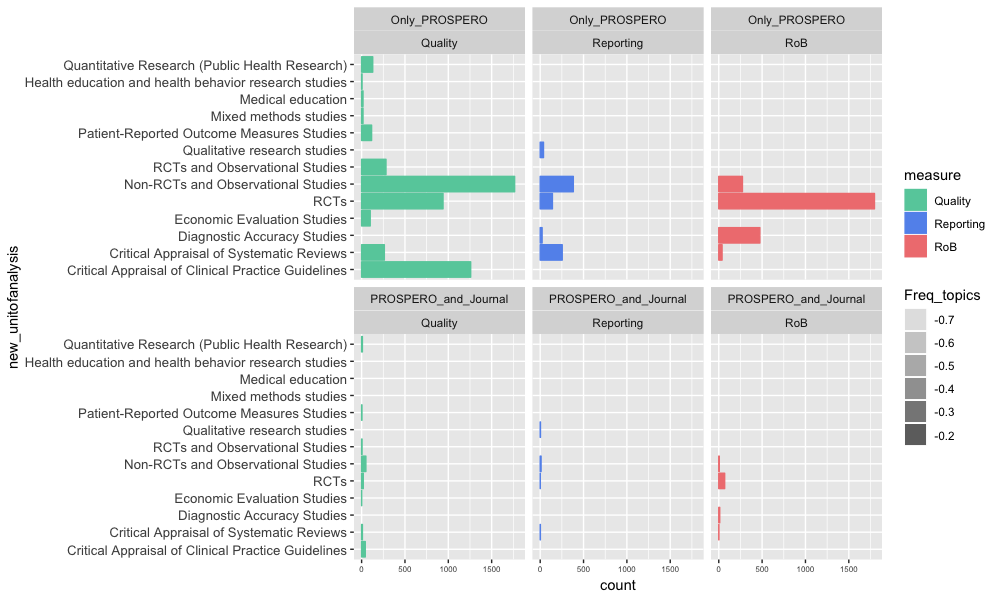 Only_PROSPERO Only_PROSPERO Only_PROSPERO
Quality Reporting RoB
Quantitative Research (Public Health Research)
Health education and health behavior research studies
Medical education
Mixed methods studies
Patient-Reported Outcome Measures Studies
Qualitative research studies
RCTs and Observational Studies
Non-RCTs and Observational Studies
RCTs
Economic Evaluation Studies
Diagnostic Accuracy Studies
Critical Appraisal of Systematic Reviews
Critical Appraisal of Clinical Practice Guidelines
PROSPERO_and_Journal PROSPERO_and_Journal PROSPERO_and_Journal
Quality Reporting RoB
Quantitative Research (Public Health Research)
Health education and health behavior research studies
Medical education
Mixed methods studies
Patient-Reported Outcome Measures Studies
Qualitative research studies
RCTs and Observational Studies
Non-RCTs and Observational Studies
RCTs
Economic Evaluation Studies
Diagnostic Accuracy Studies
Critical Appraisal of Systematic Reviews
Critical Appraisal of Clinical Practice Guidelines
0 500 1000 1500 0 500 1000 1500 0 500 1000 1500
count
new_unitofanalysis
measure
Quality
Reporting
RoB
Freq_topics
-0.7
-0.6
-0.5
-0.4
-0.3
-0.2